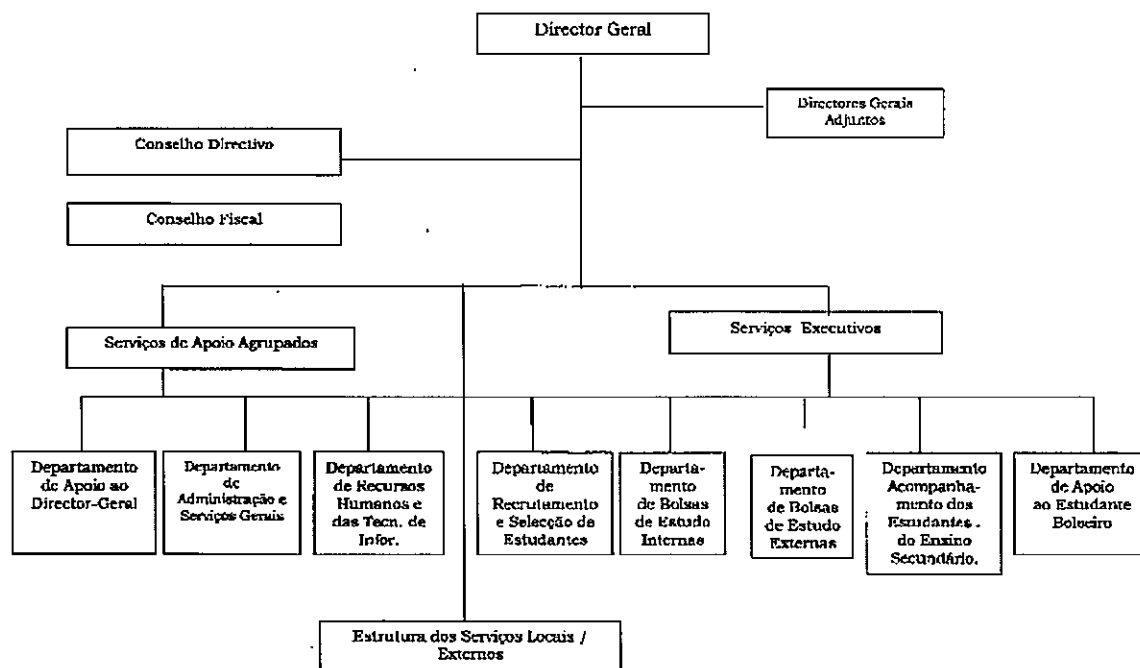 Director Geral
Directores Gerais
Adjuntos
Conselho Directivo
Conselho Fiscal
Serviços de Apoio Agrupados
Serviços Executivos
Departamento
de Apoio ao
Director-Geral
Departamento
de
Administração e
Serviços Gerais
Departamento
de Recursos
Humanos e
das Tecn. de
Infor.
Departamento
de
Recrutamento
e Selecção de
Estudantes
Departa-
mento
de Bolsas
de Estudo
Internas
Departa-
mento
de Bolsas
de Estudo
Externas
Departamento
Acompanha-
mento dos
Estudantes .
do Ensino
Secundário.
Departamento
de Apoio
ao Estudante
Bolseiro
Estrutura dos Serviços Locais /
Externos